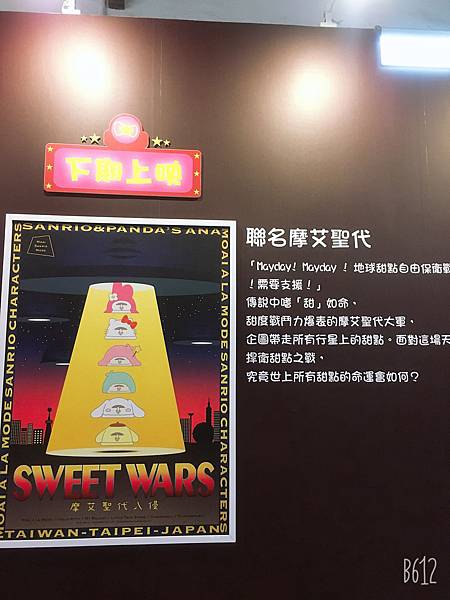 下期上映
聯名摩艾聖代
「Mayday! Mayday ! 地球甜點自由保衛戰
!需要支援!」
傳說中嗜「甜」如命,
甜度戰鬥力爆表的摩艾聖代大軍,
企圖帶走所有行星上的甜點。面對這場天
捍衛甜點之戰,
究竟世上所有甜點的命運會如何?
SANRIO&PANDA'S ANA
MOAI A LA MODE SANRIO CHARACTERS
MOAI A LA MODE SANRIO CHARACTERS
SWEET WARS
摩艾聖代入侵
TAIWAN-TAIPEI-JAPAN
B612